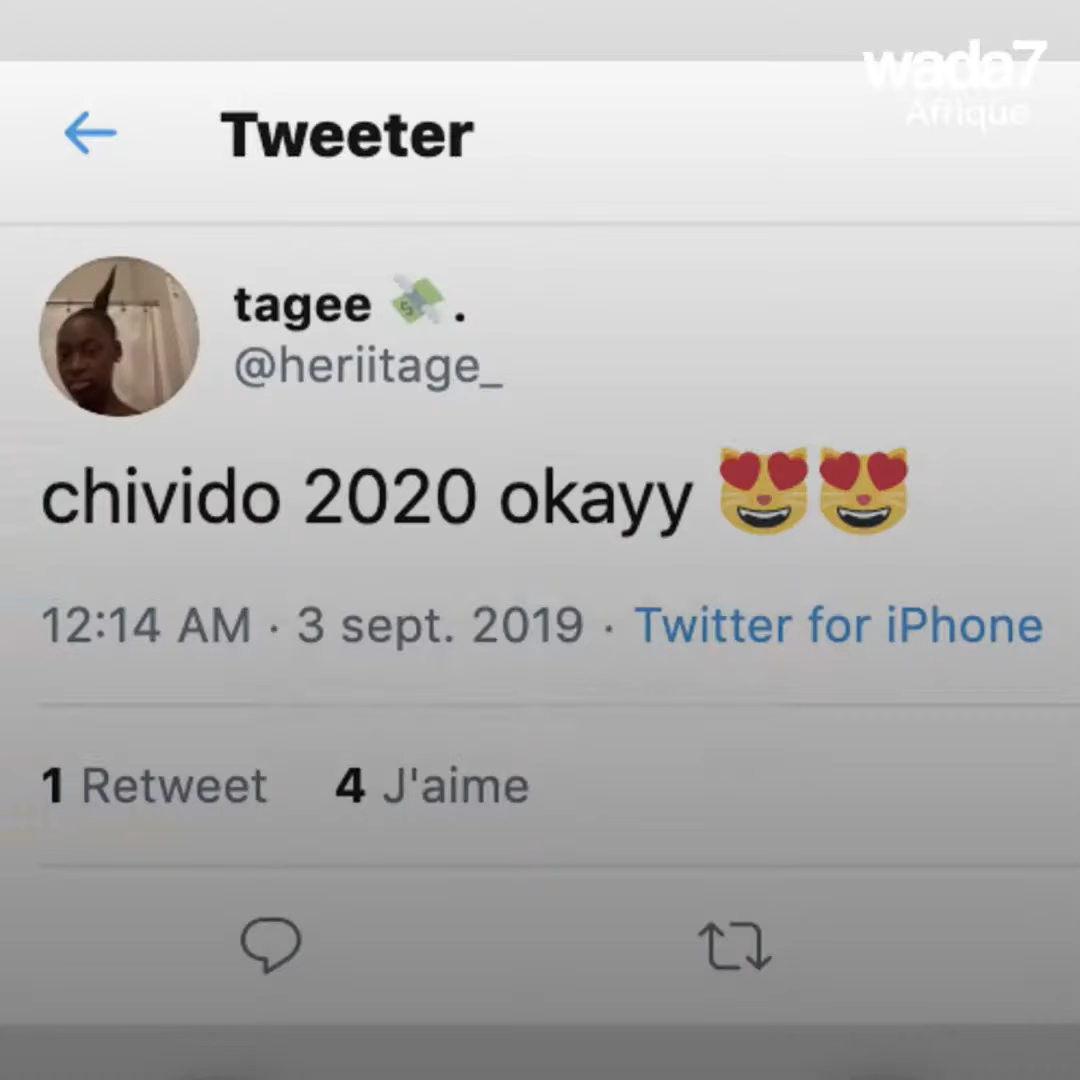 wada7
Afrique
Tweeter
tagee 💸.
@heriitage_
chivido 2020 okayy 😻😻
12:14 AM · 3 sept. 2019 · Twitter for iPhone
1 Retweet 4 J'aime